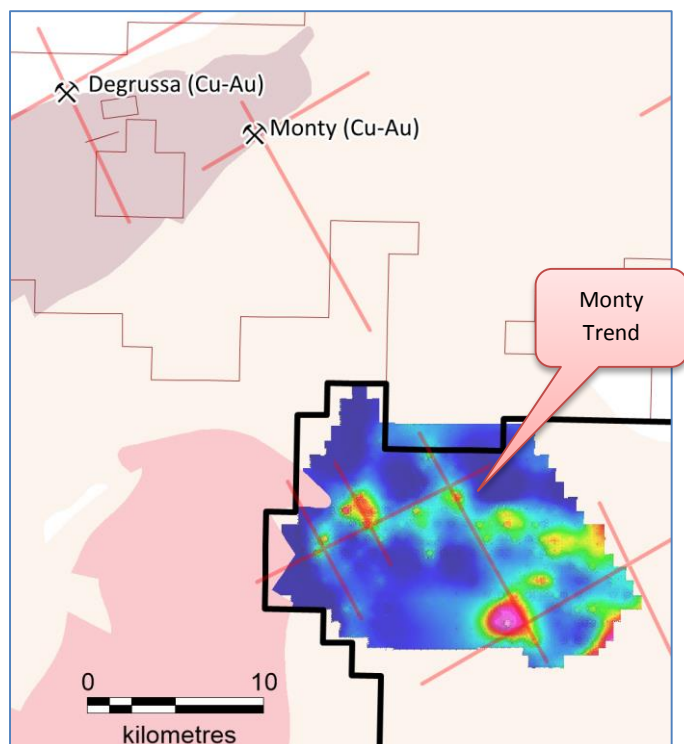 Degrussa (Cu-Au)
Monty (Cu-Au)
Monty
Trend
0 10
kilometres